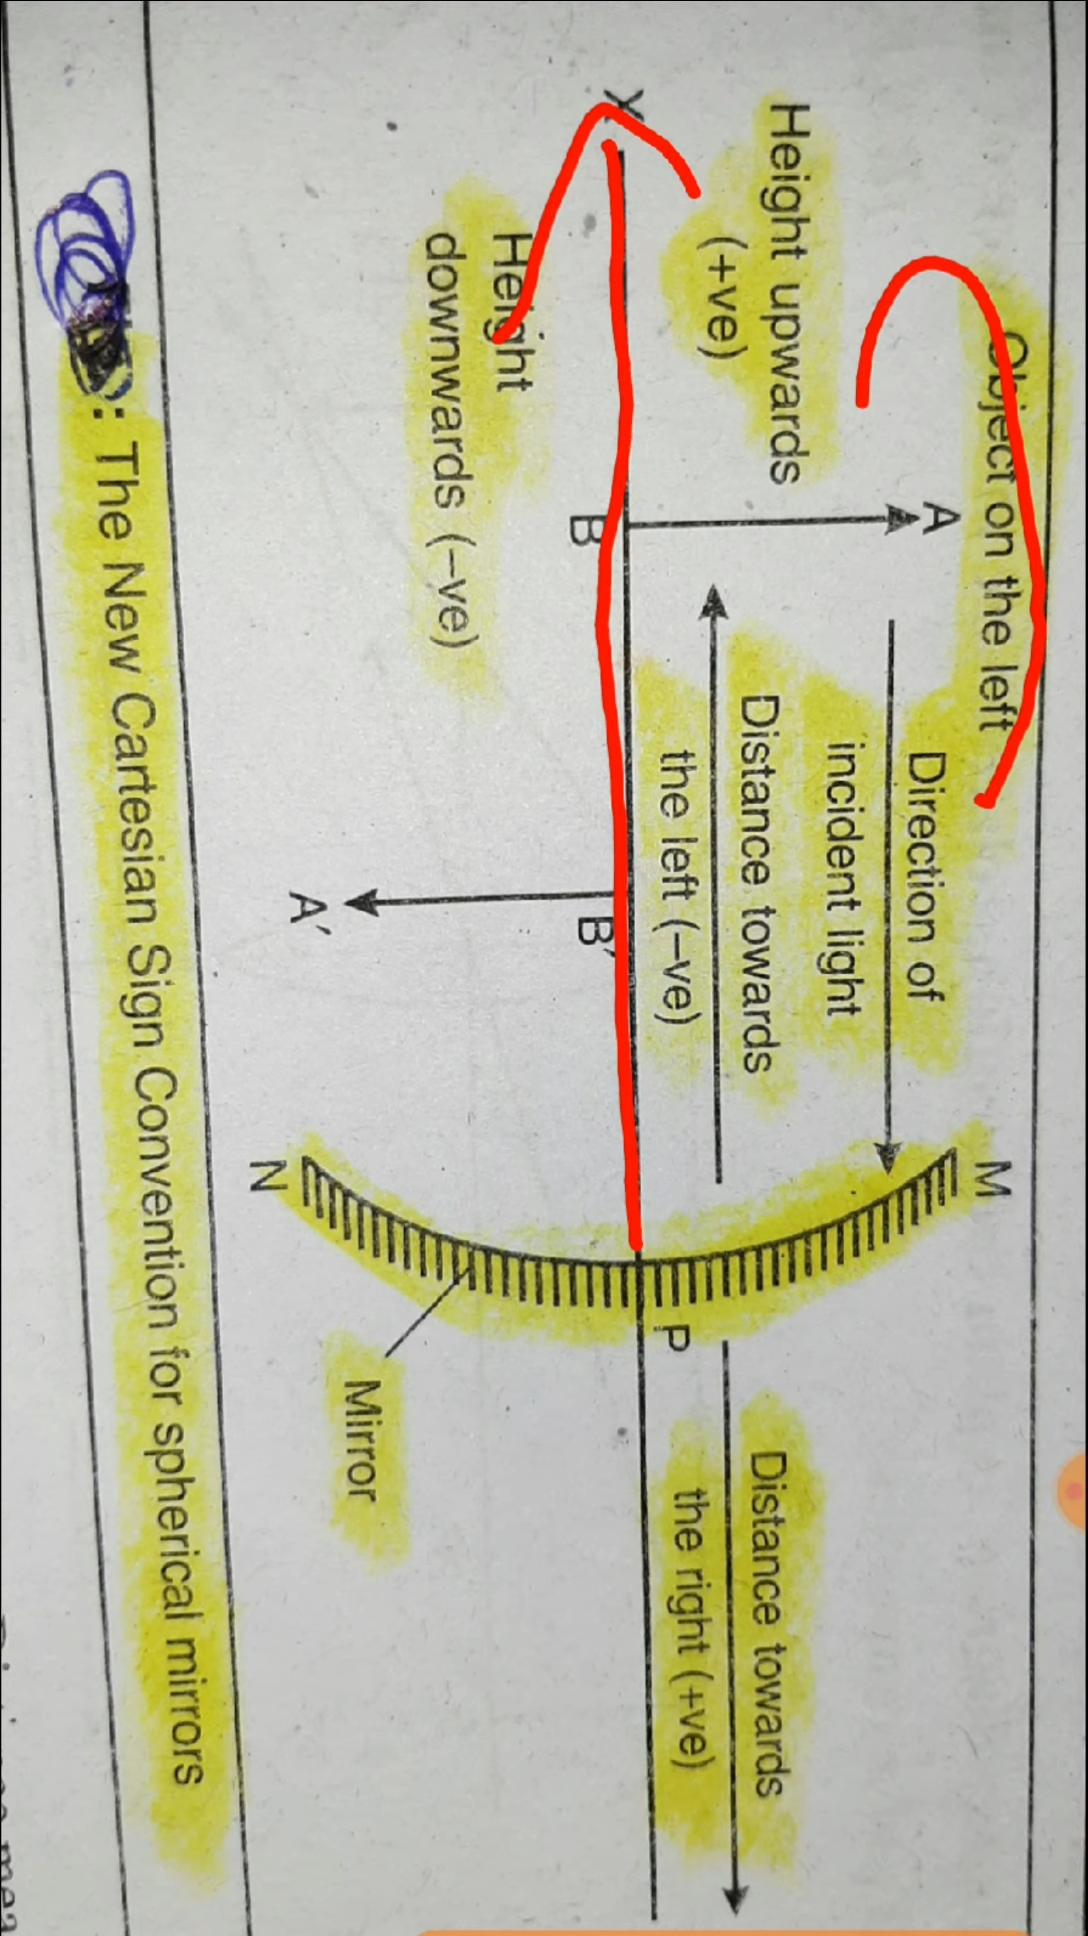 Object on the left
A
Direction of
incident light
M
Height upwards
(+ve)
Distance towards
the left (–ve)
Distance towards
the right (+ve)
P
X
B
B′
Height
downwards (–ve)
Mirror
A′
N
: The New Cartesian Sign Convention for spherical mirrors